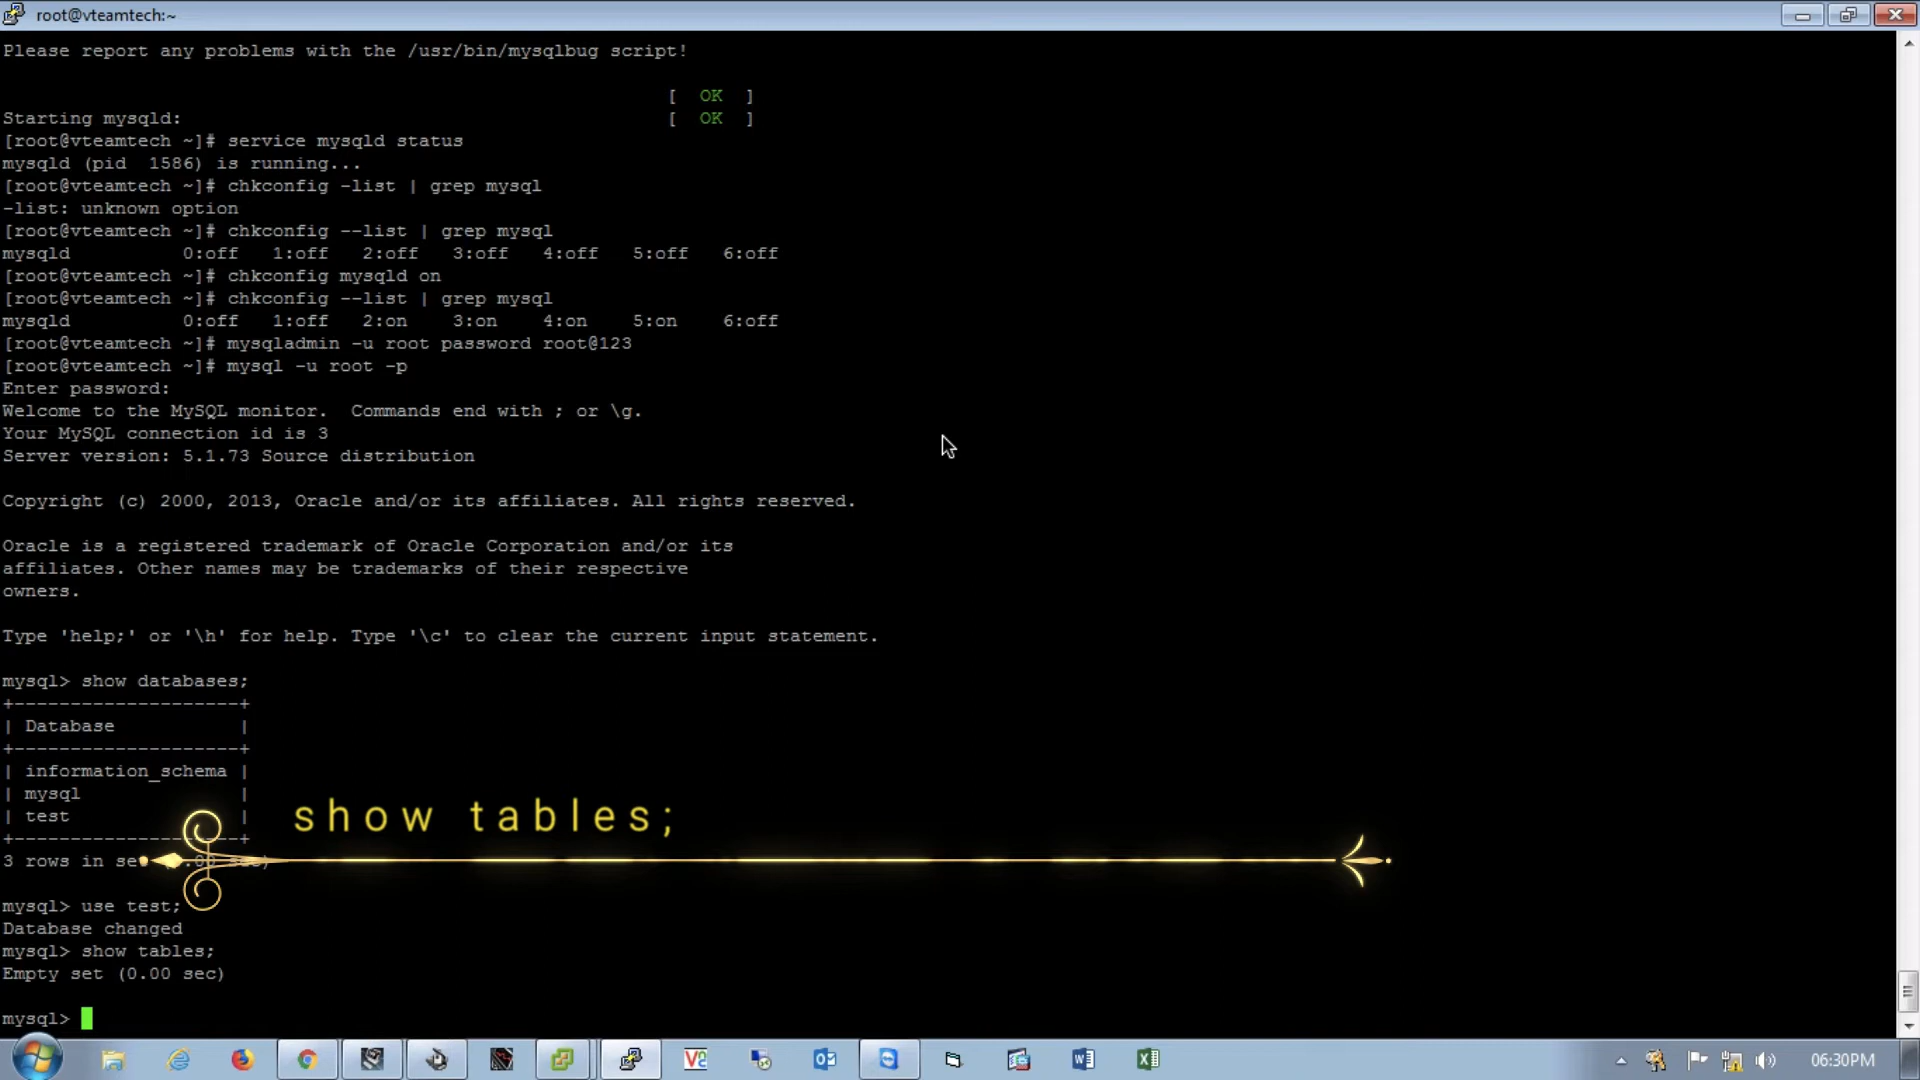 root@vteamtech:~
Please report any problems with the /usr/bin/mysqlbug script!
[  OK  ]
Starting mysqld:                                           [  OK  ]
[root@vteamtech ~]# service mysqld status
mysqld (pid  1586) is running...
[root@vteamtech ~]# chkconfig -list | grep mysql
-list: unknown option
[root@vteamtech ~]# chkconfig --list | grep mysql
mysqld          0:off   1:off   2:off   3:off   4:off   5:off   6:off
[root@vteamtech ~]# chkconfig mysqld on
[root@vteamtech ~]# chkconfig --list | grep mysql
mysqld          0:off   1:off   2:on    3:on    4:on    5:on    6:off
[root@vteamtech ~]# mysqladmin -u root password root@123
[root@vteamtech ~]# mysql -u root -p
Enter password:
Welcome to the MySQL monitor.  Commands end with ; or \g.
Your MySQL connection id is 3
Server version: 5.1.73 Source distribution
Copyright (c) 2000, 2013, Oracle and/or its affiliates. All rights reserved.
Oracle is a registered trademark of Oracle Corporation and/or its
affiliates. Other names may be trademarks of their respective
owners.
Type 'help;' or '\h' for help. Type '\c' to clear the current input statement.
mysql> show databases;
+--------------------+
| Database           |
+--------------------+
| information_schema |
| mysql              |
| test               |
+--------------------+
show tables;
3 rows in
mysql> use test;
Database changed
mysql> show tables;
Empty set (0.00 sec)
mysql>
06:30PM